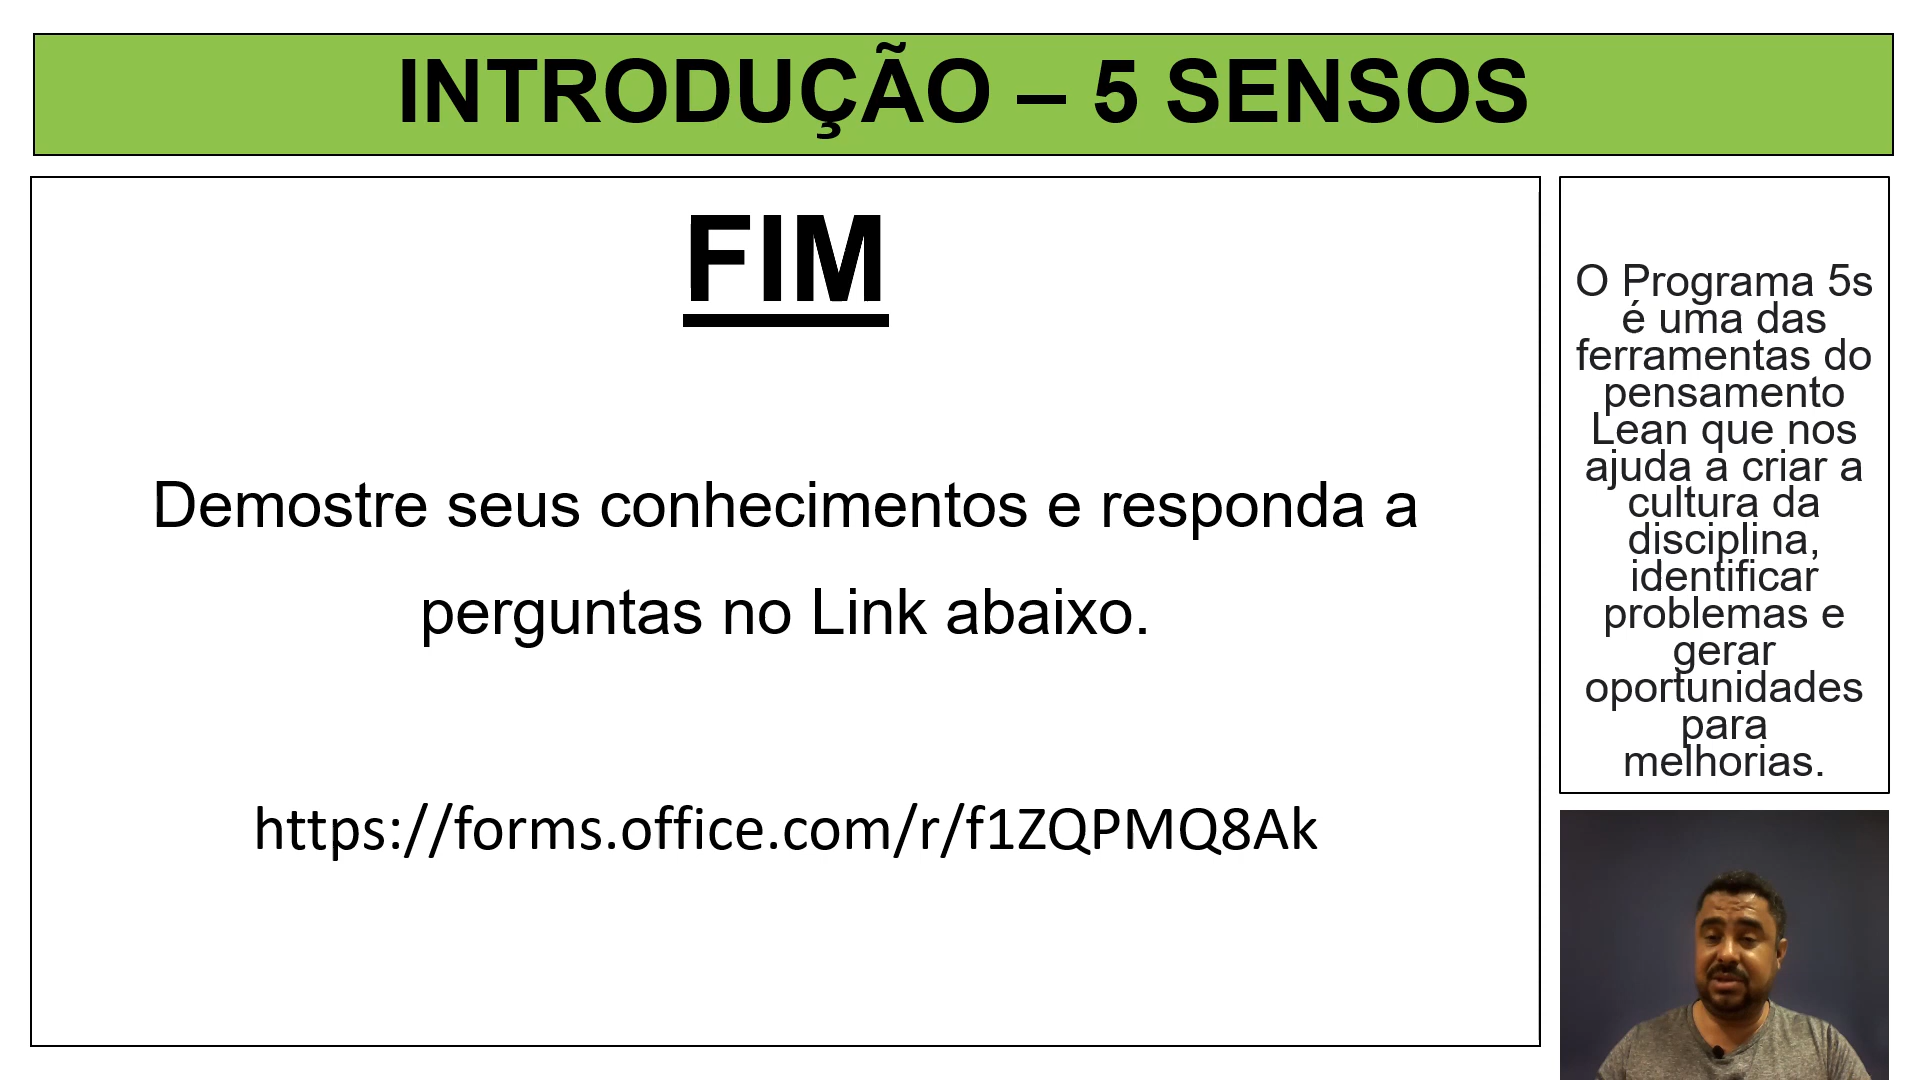 INTRODUÇÃO – 5 SENSOS
FIM
Demostre seus conhecimentos e responda a
perguntas no Link abaixo.
https://forms.office.com/r/f1ZQPMQ8Ak
O Programa 5s
é uma das
ferramentas do
pensamento
Lean que nos
ajuda a criar a
cultura da
disciplina,
identificar
problemas e
gerar
oportunidades
para
melhorias.